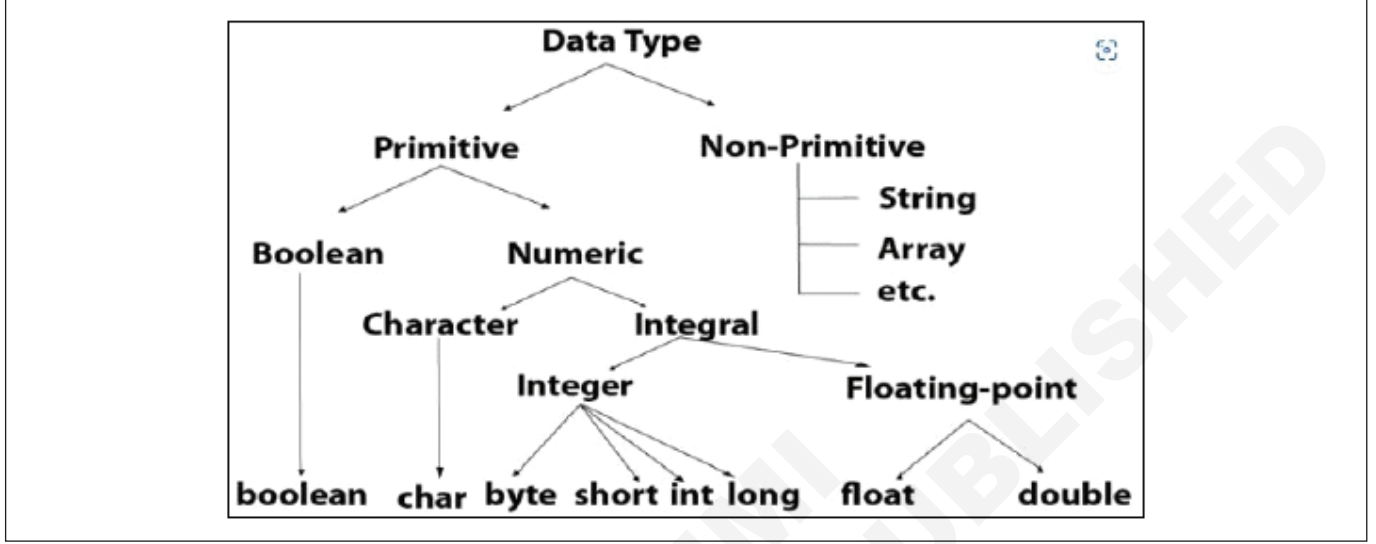 Data Type
Primitive Non-Primitive
String
Boolean Numeric Array
etc.
Character Integral
Integer Floating-point
boolean char byte short int long float double